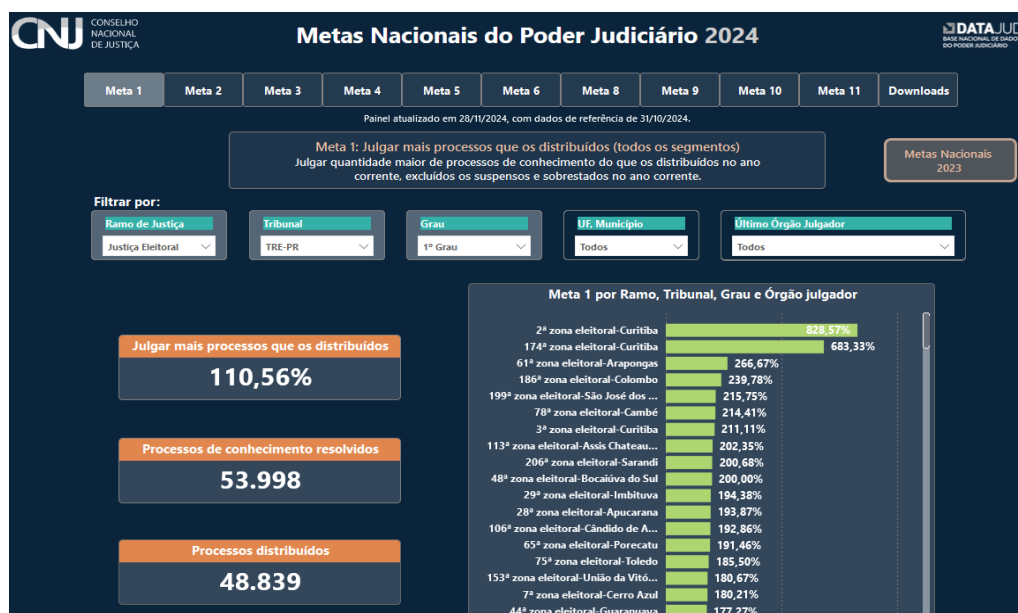 CNJ
CONSELHO
NACIONAL
DE JUSTIÇA
Metas Nacionais do Poder Judiciário 2024
DATAJUD
BASE NACIONAL DE DADO
DO PODER JUDICIÁRIO
Meta 1 Meta 2 Meta 3 Meta 4 Meta 5 Meta 6 Meta 8 Meta 9 Meta 10 Meta 11 Downloads
Painel atualizado em 28/11/2024, com dados de referência de 31/10/2024.
Meta 1: Julgar mais processos que os distribuídos (todos os segmentos)
Julgar quantidade maior de processos de conhecimento do que os distribuídos no ano
corrente, excluídos os suspensos e sobrestados no ano corrente.
Metas Nacionais
2023
Filtrar por:
Ramo de Justiça
Justiça Eleitoral
Tribunal
TRE-PR
Grau
1º Grau
UF, Município
Todos
Último Órgão Julgador
Todos
Julgar mais processos que os distribuídos
110,56%
Processos de conhecimento resolvidos
53.998
Processos distribuídos
48.839
Meta 1 por Ramo, Tribunal, Grau e Órgão julgador
2ª zona eleitoral-Curitiba 828,57%
174ª zona eleitoral-Curitiba 683,33%
61ª zona eleitoral-Arapongas 266,67%
186ª zona eleitoral-Colombo 239,78%
199ª zona eleitoral-São José dos ... 215,75%
78ª zona eleitoral-Cambé 214,41%
3ª zona eleitoral-Curitiba 211,11%
113ª zona eleitoral-Assis Chateau... 202,35%
206ª zona eleitoral-Sarandi 200,68%
48ª zona eleitoral-Bocaiúva do Sul 200,00%
29ª zona eleitoral-Imbituva 194,38%
28ª zona eleitoral-Apucarana 193,87%
106ª zona eleitoral-Cândido de A... 192,86%
65ª zona eleitoral-Porecatu 191,46%
75ª zona eleitoral-Toledo 185,50%
153ª zona eleitoral-União da Vitó... 180,67%
7ª zona eleitoral-Cerro Azul 180,21%
44ª zona eleitoral-Guarapuava 177,27%